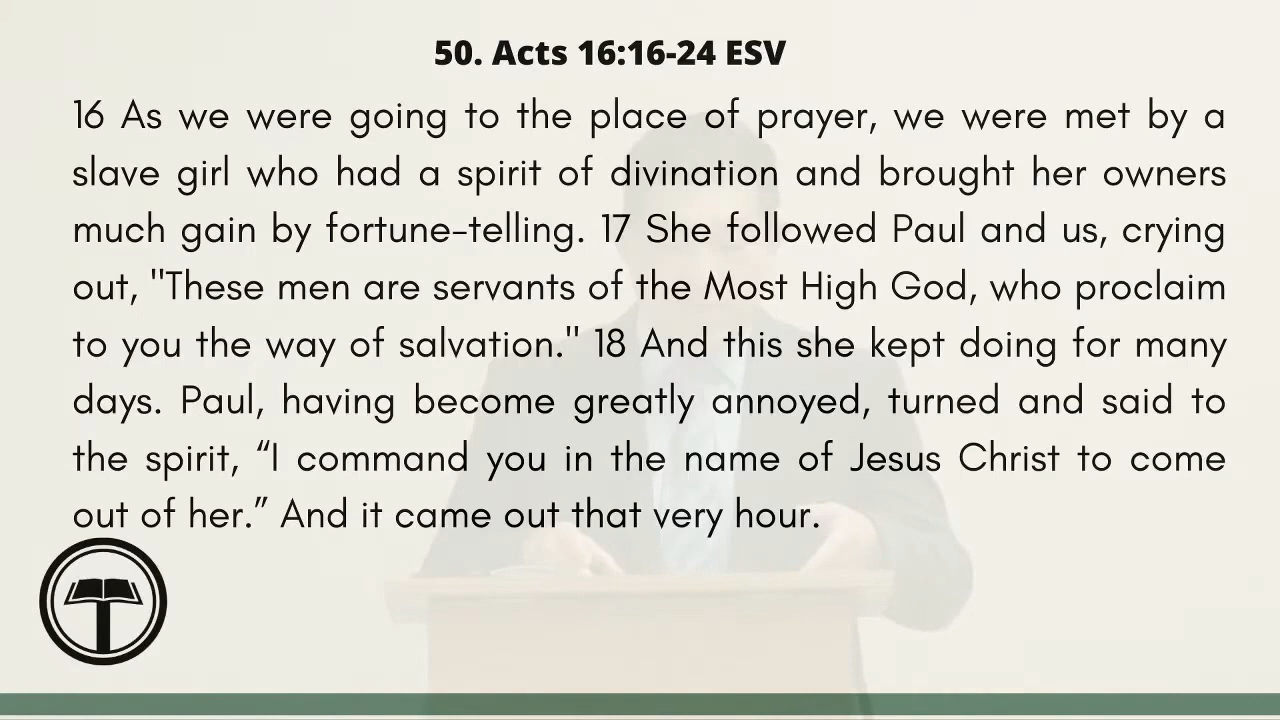 50. Acts 16:16-24 ESV
16 As we were going to the place of prayer, we were met by a
slave girl who had a spirit of divination and brought her owners
much gain by fortune-telling. 17 She followed Paul and us, crying
out, "These men are servants of the Most High God, who proclaim
to you the way of salvation." 18 And this she kept doing for many
days. Paul, having become greatly annoyed, turned and said to
the spirit, “I command you in the name of Jesus Christ to come
out of her.” And it came out that very hour.